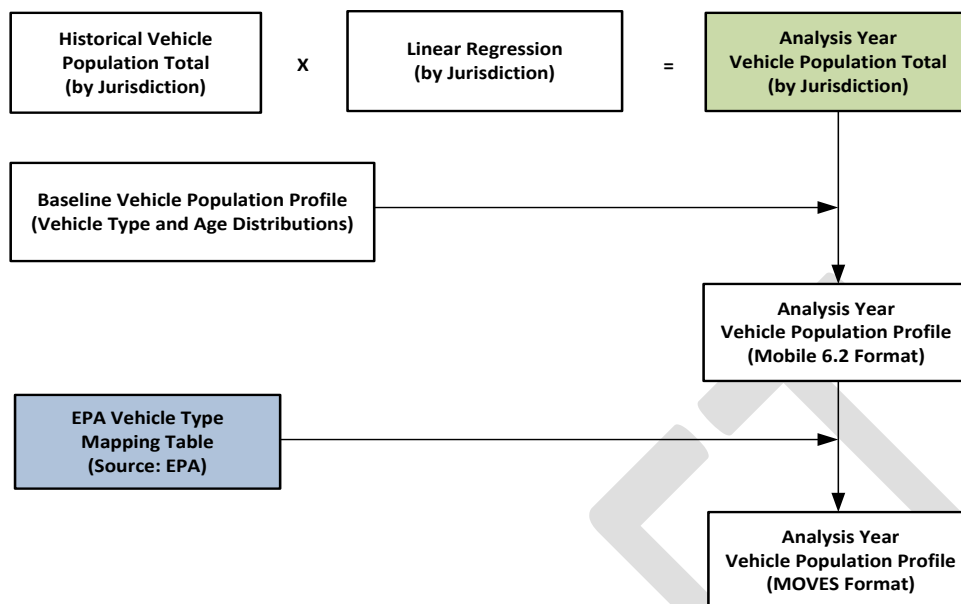 Historical Vehicle
Population Total
(by Jurisdiction)
X
Linear Regression
(by Jurisdiction)
=
Analysis Year
Vehicle Population Total
(by Jurisdiction)
Baseline Vehicle Population Profile
(Vehicle Type and Age Distributions)
Analysis Year
Vehicle Population Profile
(Mobile 6.2 Format)
EPA Vehicle Type
Mapping Table
(Source: EPA)
Analysis Year
Vehicle Population Profile
(MOVES Format)